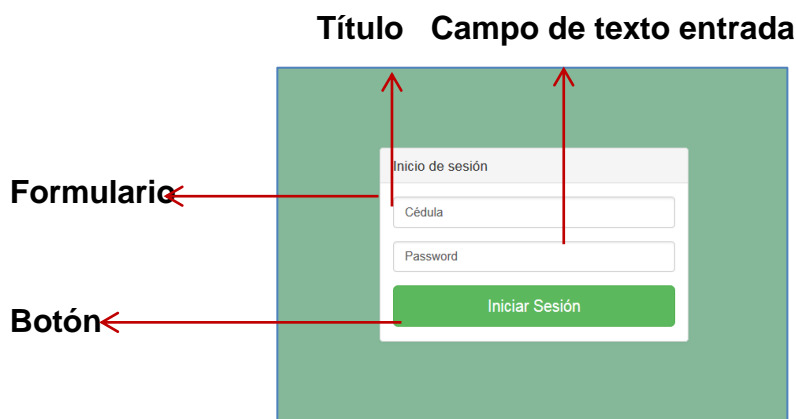 Título Campo de texto entrada
Inicio de sesión
Formulario
Cédula
Password
Iniciar Sesión
Botón